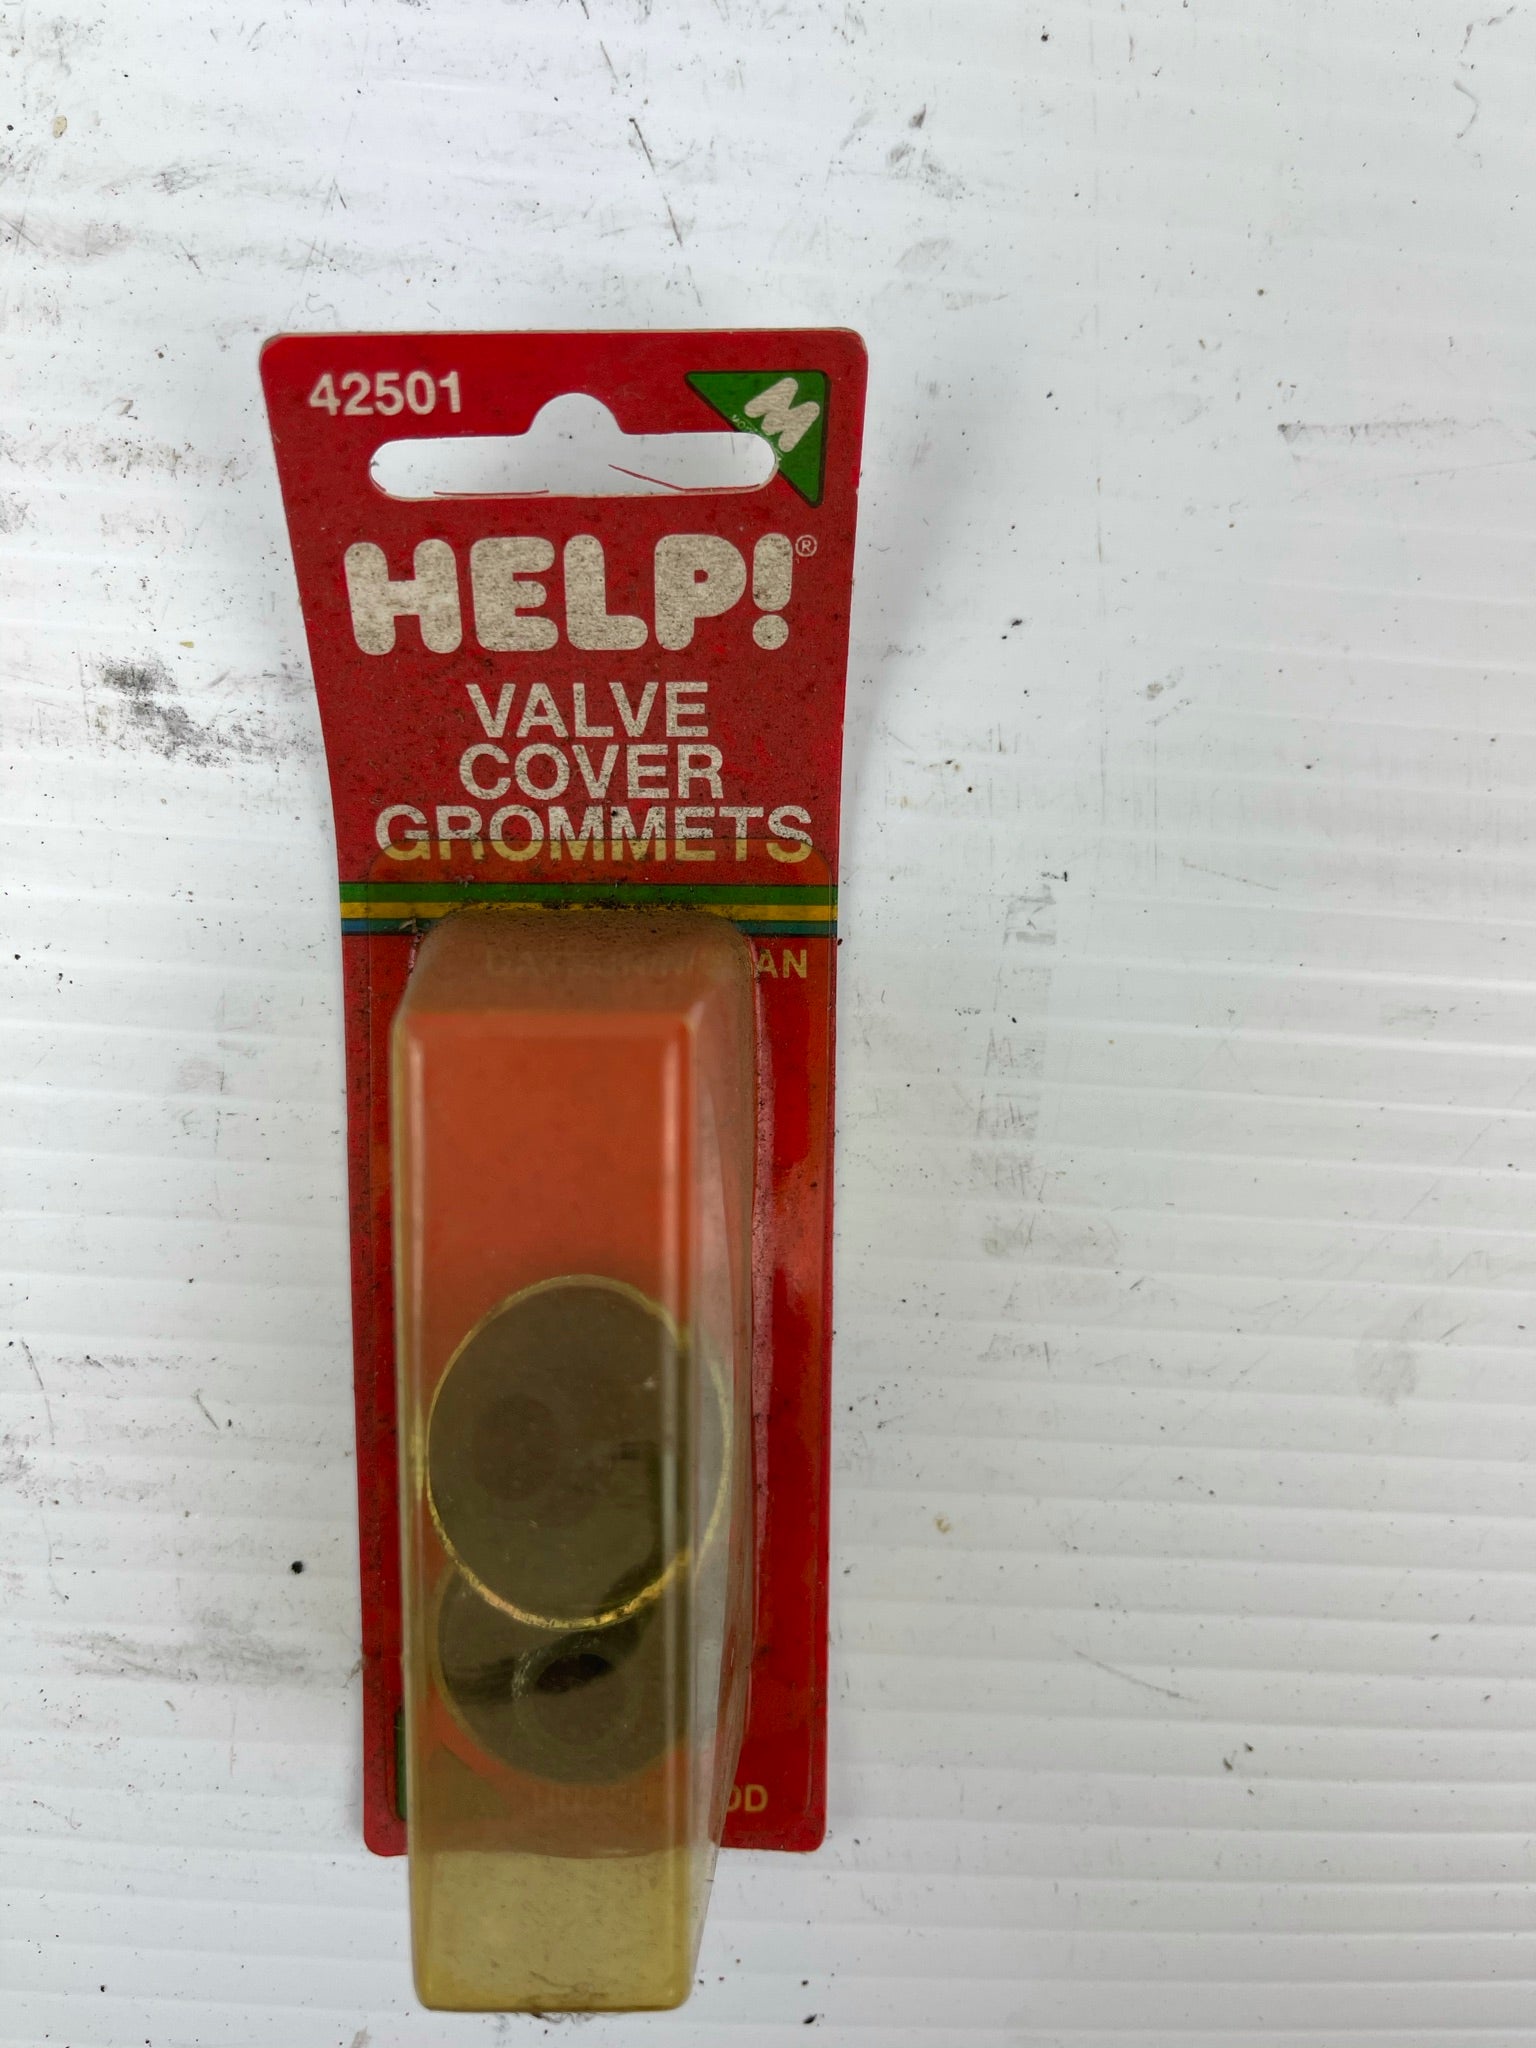 42501
M
HELP!®
VALVE
COVER
GROMMETS